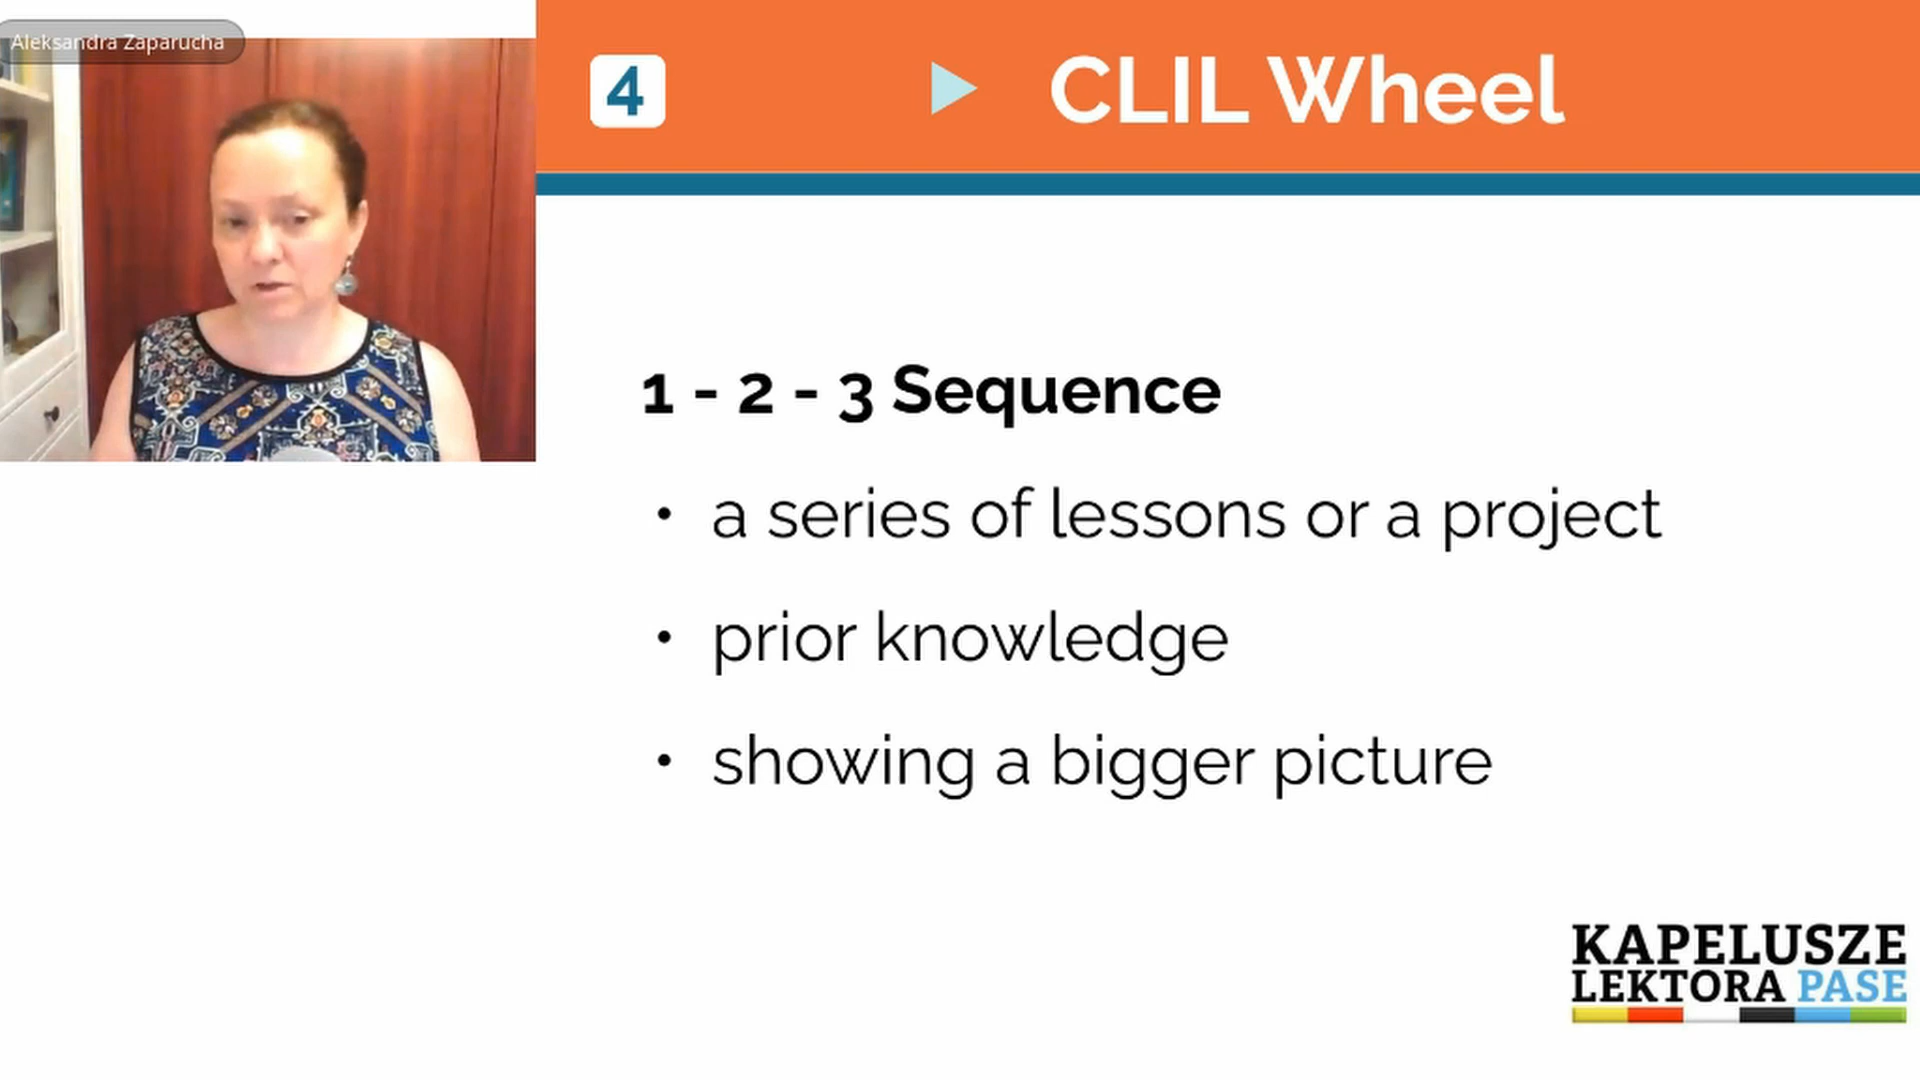 Aleksandra Zaparucha
4
CLIL Wheel
1 - 2 - 3 Sequence
• a series of lessons or a project
• prior knowledge
• showing a bigger picture
KAPELUSZE
LEKTORA PASE